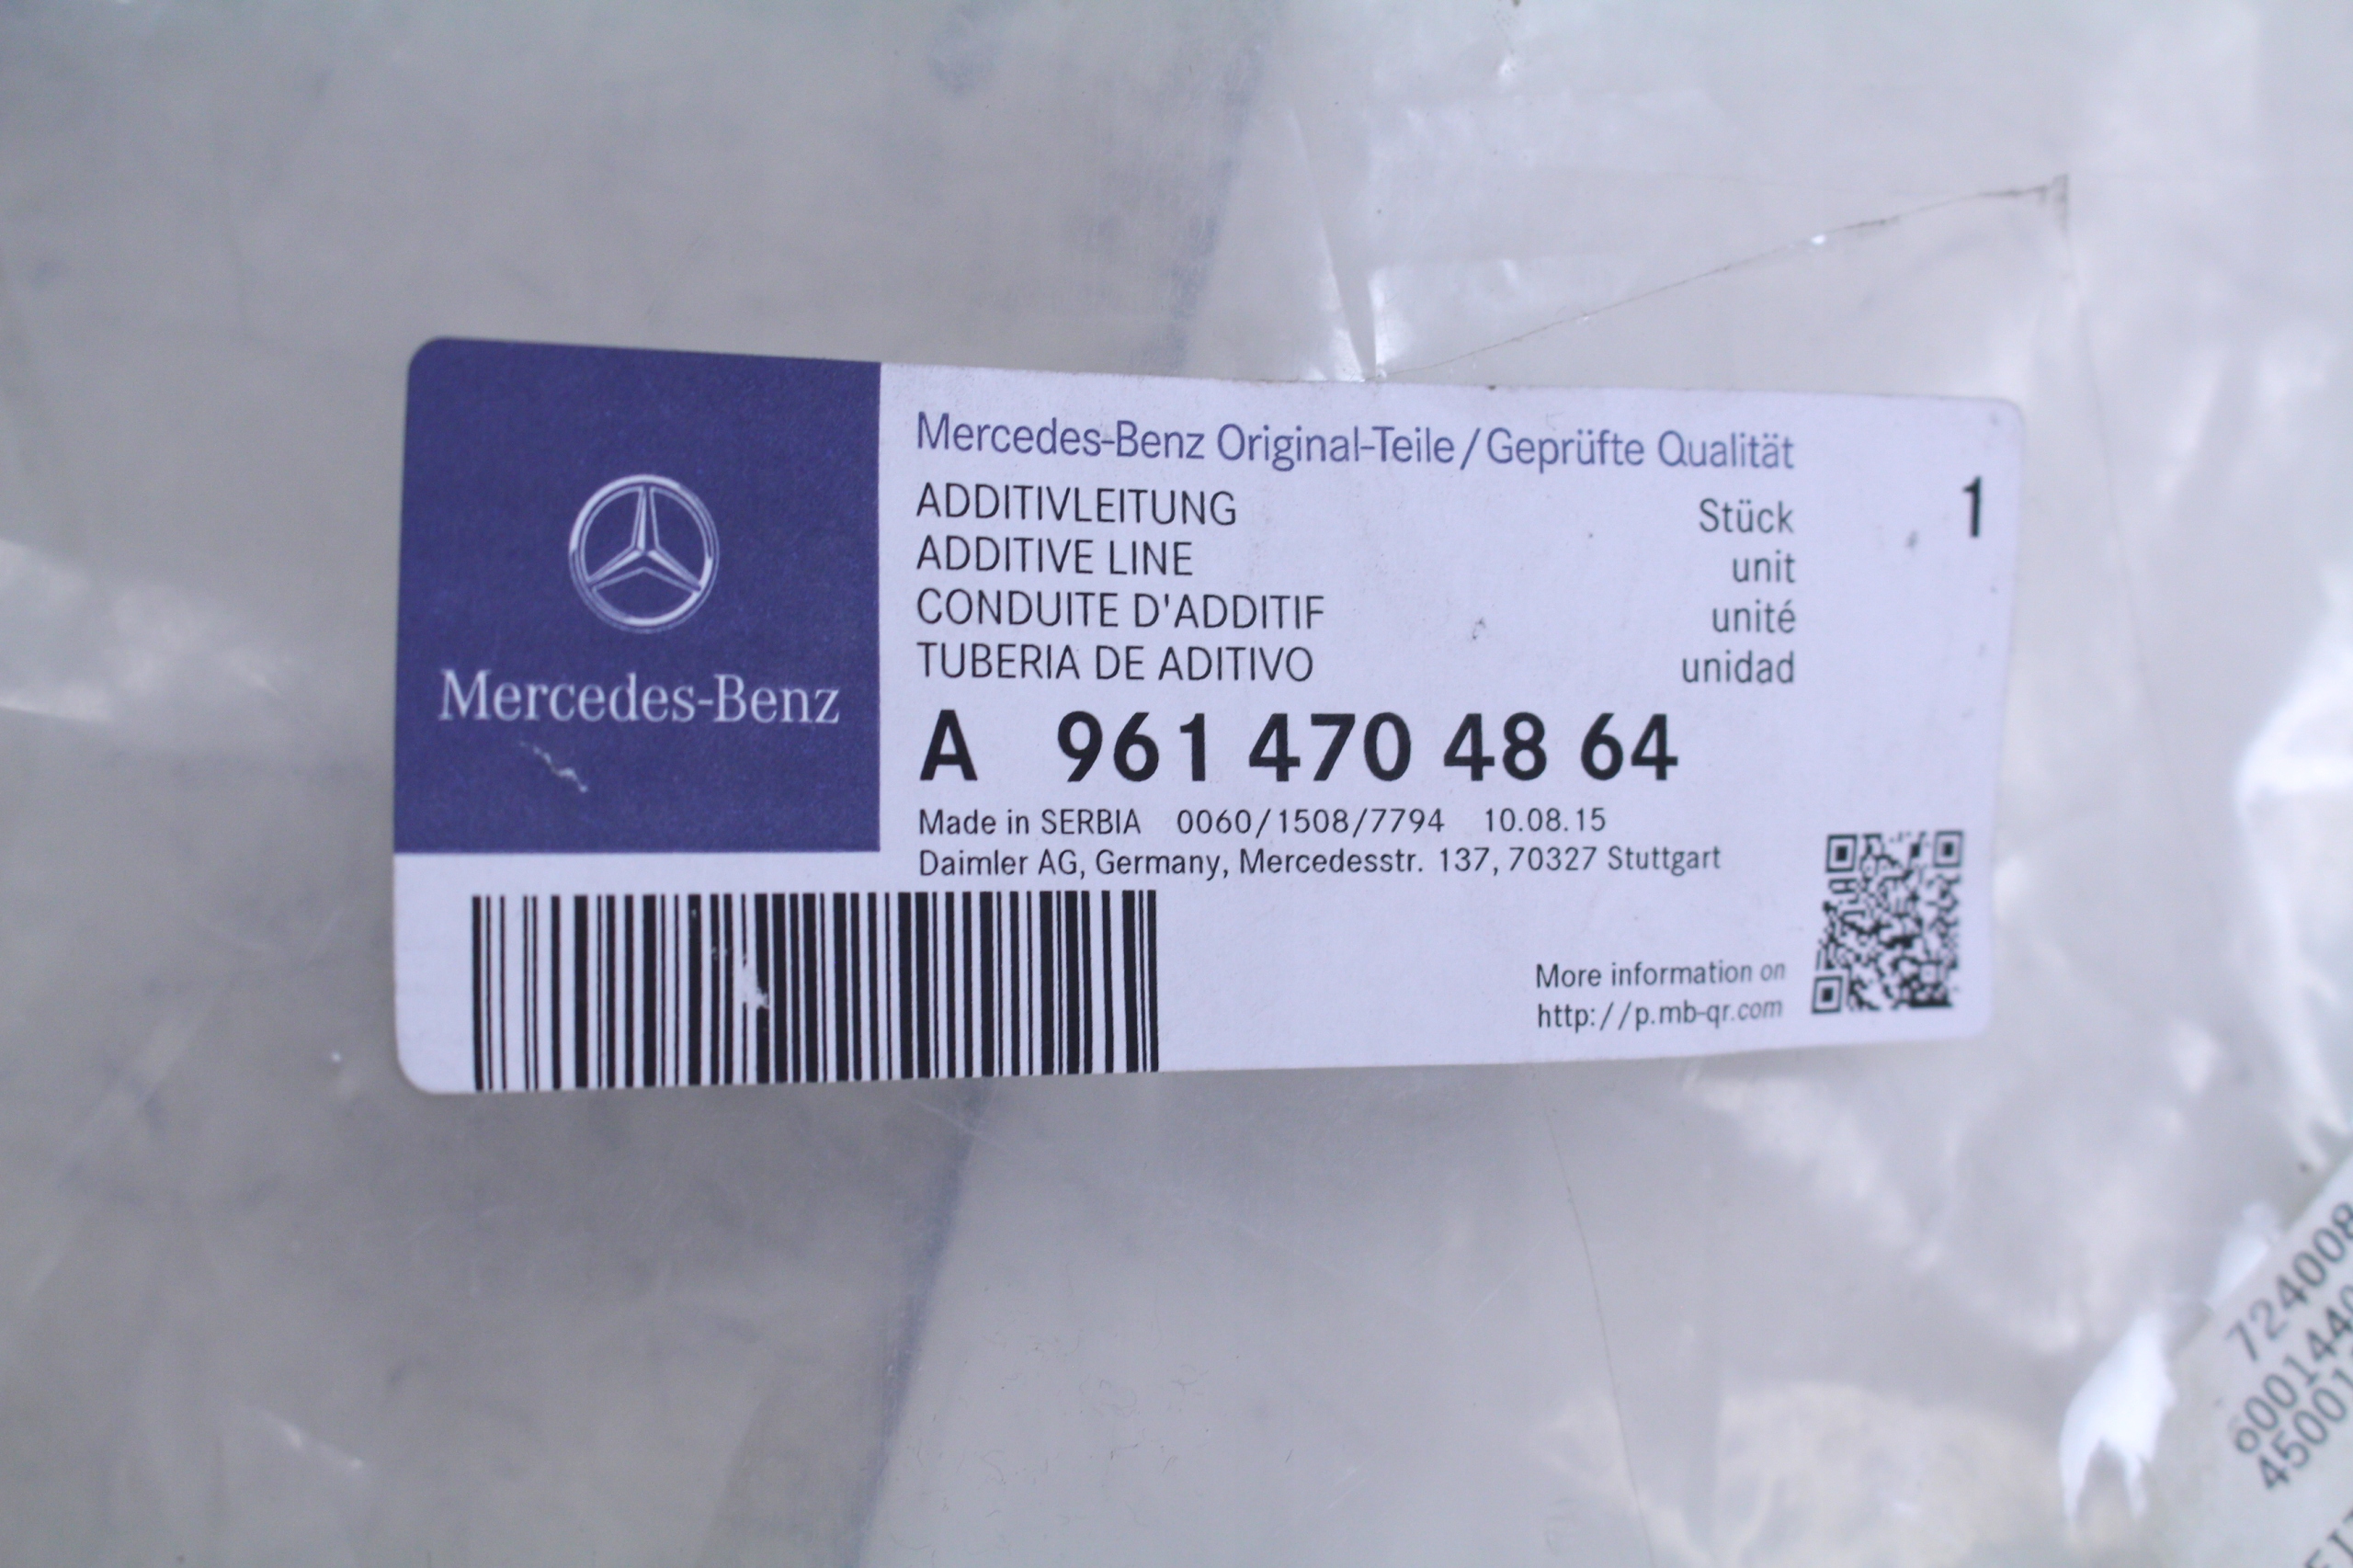 Mercedes-Benz
Mercedes-Benz Original-Teile/Geprüfte Qualität
ADDITIVLEITUNG Stück 1
ADDITIVE LINE unit
CONDUITE D'ADDITIF unité
TUBERIA DE ADITIVO unidad
A 961 470 48 64
Made in SERBIA 0060/1508/7794 10.08.15
Daimler AG, Germany, Mercedesstr. 137, 70327 Stuttgart
More information on
http://p.mb-qr.com
724008